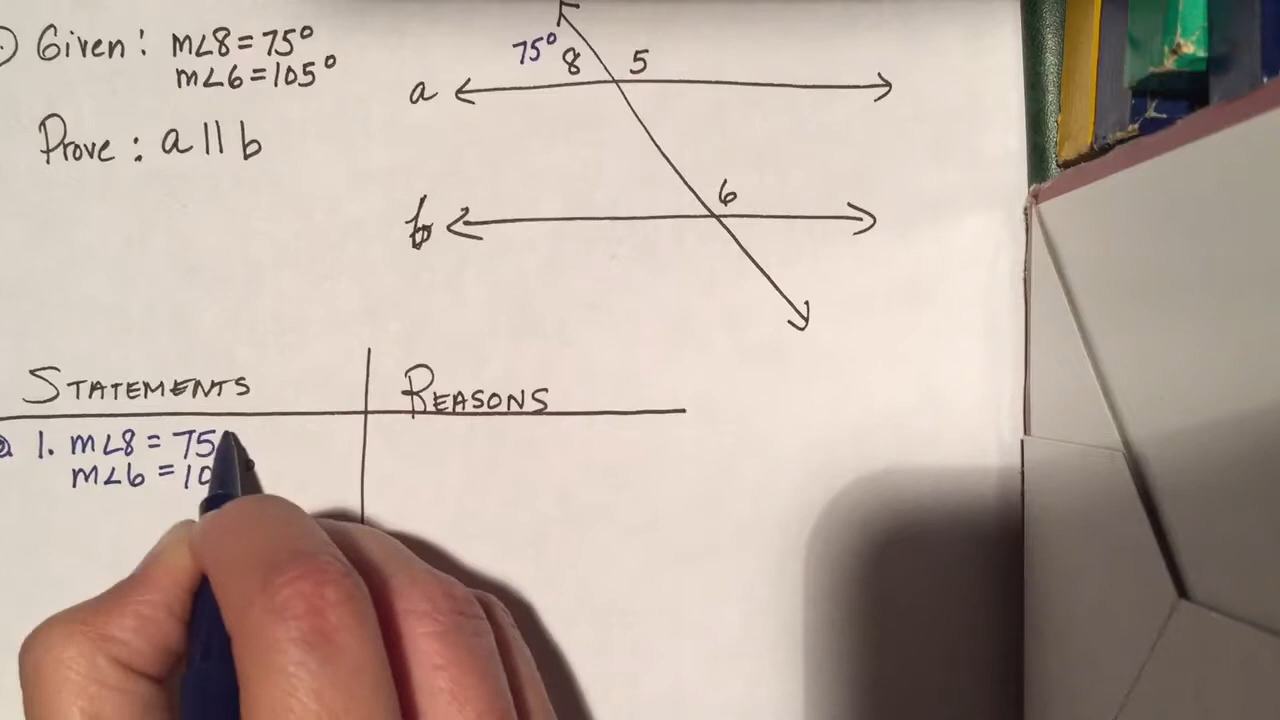 Given: m∠8 = 75°
m∠6 = 105°
Prove: a || b
75° 8 5
a
6
b
STATEMENTS REASONS
1. m∠8 = 75
m∠6 = 10